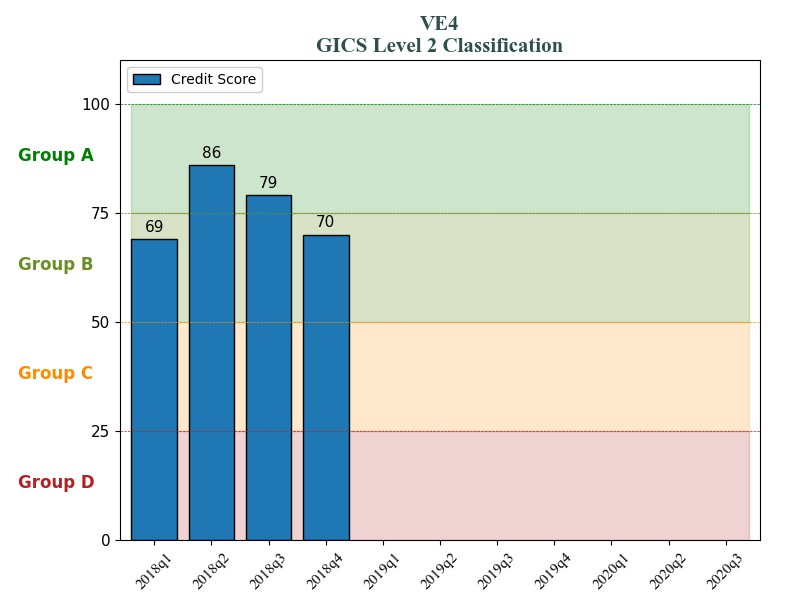 VE4
GICS Level 2 Classification
Credit Score
100
75
50
25
0
Group A
Group B
Group C
Group D
69
86
79
70
2018q1
2018q2
2018q3
2018q4
2019q1
2019q2
2019q3
2019q4
2020q1
2020q2
2020q3